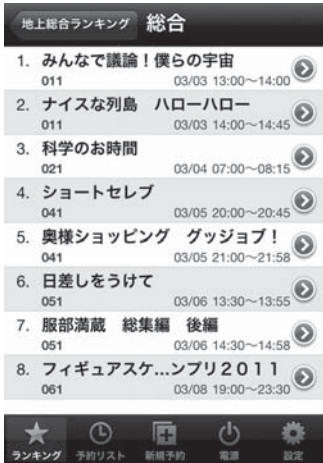 地上総合ランキング 総合
1. みんなで議論！僕らの宇宙
011 03/03 13:00～14:00
2. ナイスな列島 ハローハロー
011 03/03 14:00～14:45
3. 科学のお時間
021 03/04 07:00～08:15
4. ショートセレブ
041 03/05 20:00～20:45
5. 奥様ショッピング グッジョブ！
041 03/05 21:00～21:58
6. 日差しをうけて
051 03/06 13:30～13:55
7. 服部満蔵 総集編 後編
051 03/06 14:30～14:58
8. フィギュアスケ...ンプリ2011
061 03/08 19:00～23:30
ランキング 予約リスト 新規予約 電源 設定